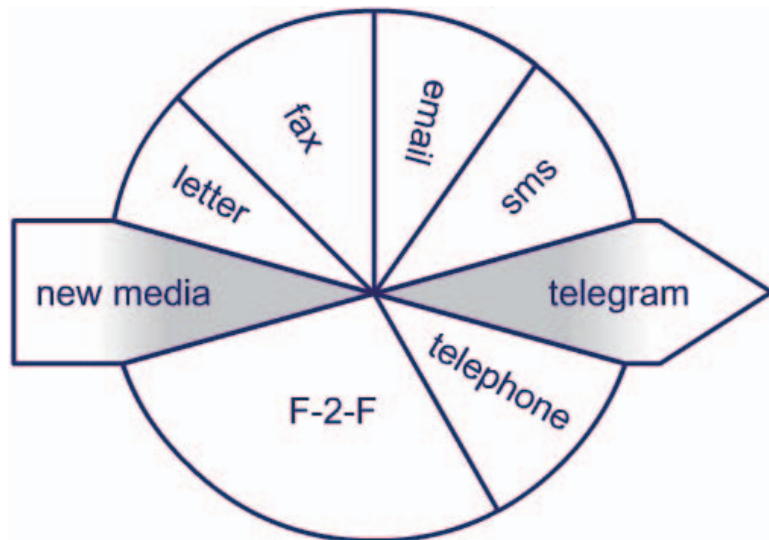 email
fax
sms
letter
new media
telegram
telephone
F-2-F